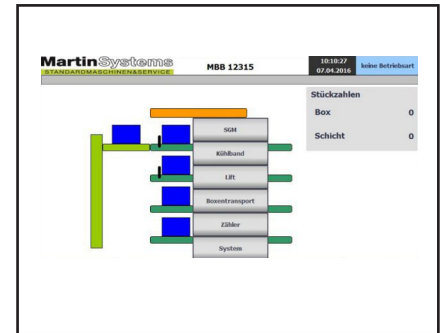 MartinSystems
STANDARDMASCHINEN&SERVICE
MBB 12315
10:10:27
07.04.2016
keine Betriebsart
Stückzahlen
Box 0
Schicht 0
SGM
Kühlband
Lift
Boxentransport
Zähler
System